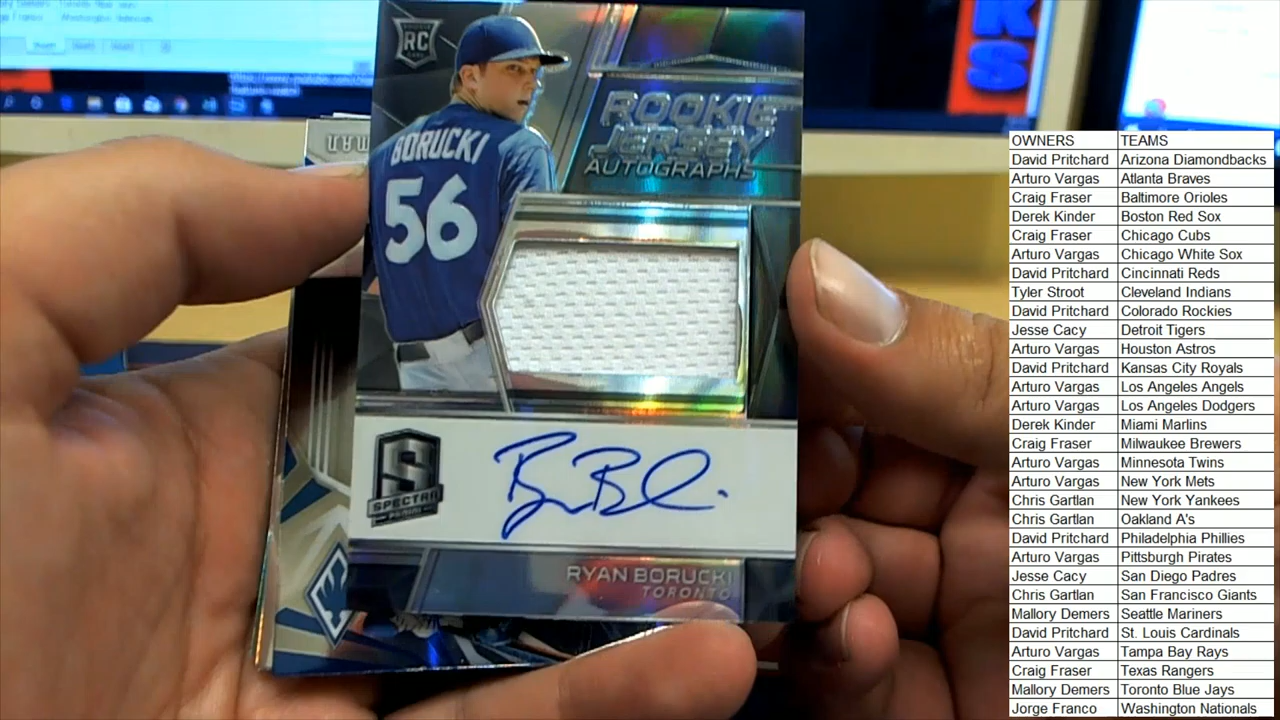 RC
ROOKIE
JERSEY
AUTOGRAPHS
BORUCKI
56
SPECTRA
PANINI
RYAN BORUCKI
TORONTO
KS
OWNERS TEAMS
David Pritchard Arizona Diamondbacks
Arturo Vargas Atlanta Braves
Craig Fraser Baltimore Orioles
Derek Kinder Boston Red Sox
Craig Fraser Chicago Cubs
Arturo Vargas Chicago White Sox
David Pritchard Cincinnati Reds
Tyler Stroot Cleveland Indians
David Pritchard Colorado Rockies
Jesse Cacy Detroit Tigers
Arturo Vargas Houston Astros
David Pritchard Kansas City Royals
Arturo Vargas Los Angeles Angels
Arturo Vargas Los Angeles Dodgers
Derek Kinder Miami Marlins
Craig Fraser Milwaukee Brewers
Arturo Vargas Minnesota Twins
Arturo Vargas New York Mets
Chris Gartlan New York Yankees
Chris Gartlan Oakland A's
David Pritchard Philadelphia Phillies
Arturo Vargas Pittsburgh Pirates
Jesse Cacy San Diego Padres
Chris Gartlan San Francisco Giants
Mallory Demers Seattle Mariners
David Pritchard St. Louis Cardinals
Arturo Vargas Tampa Bay Rays
Craig Fraser Texas Rangers
Mallory Demers Toronto Blue Jays
Jorge Franco Washington Nationals